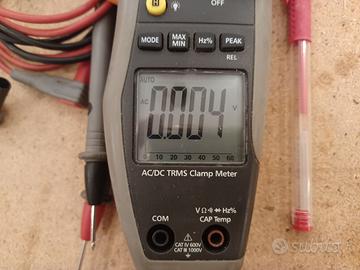 OFF
MODE
MAX
MIN
Hz%
PEAK
REL
AUTO
AC
0.004
V
0 10 20 30 40 50 60
AC/DC TRMS Clamp Meter
V Ω Hz%
COM
CAP Temp
CAT IV 600V
CAT III 1000V
subito